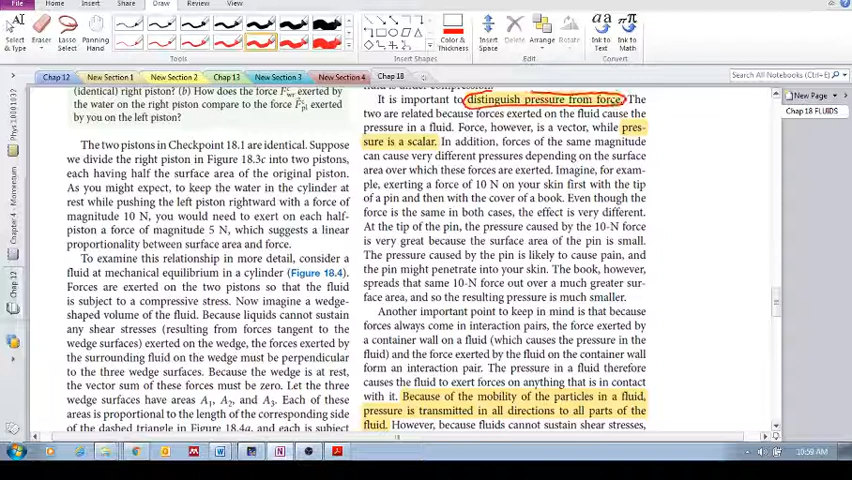 File
Home
Insert
Share
Draw
Review
View
Select & Type
Eraser
Lasso Select
Panning Hand
Tools
Color & Thickness
Insert Space
Delete
Arrange
Rotate
Insert Shapes
Edit
Ink to Text
Ink to Math
Convert
Chap 12
New Section 1
New Section 2
Chap 13
New Section 3
New Section 4
Chap 18
Search All Notebooks (Ctrl+E)
New Page
Chap 18 FLUIDS
Phys 10041037
Chapter 4 - Momentum
Chap 12
(identical) right piston? (b) How does the force F exerted by
the water on the right piston compare to the force F exerted
by you on the left piston?
The two pistons in Checkpoint 18.1 are identical. Suppose
we divide the right piston in Figure 18.3c into two pistons,
each having half the surface area of the original piston.
As you might expect, to keep the water in the cylinder at
rest while pushing the left piston rightward with a force of
magnitude 10 N, you would need to exert on each half-
piston a force of magnitude 5 N, which suggests a linear
proportionality between surface area and force.
To examine this relationship in more detail, consider a
fluid at mechanical equilibrium in a cylinder (Figure 18.4).
Forces are exerted on the two pistons so that the fluid
is subject to a compressive stress. Now imagine a wedge-
shaped volume of the fluid. Because liquids cannot sustain
any shear stresses (resulting from forces tangent to the
wedge surfaces) exerted on the wedge, the forces exerted by
the surrounding fluid on the wedge must be perpendicular
to the three wedge surfaces. Because the wedge is at rest,
the vector sum of these forces must be zero. Let the three
wedge surfaces have areas A₁, A₂, and A₃. Each of these
areas is proportional to the length of the corresponding side
of the dashed triangle in Figure 18.4a, and each is subject
fluid is under compression.
It is important to distinguish pressure from force. The
two are related because forces exerted on the fluid cause the
pressure in a fluid. Force, however, is a vector, while pres-
sure is a scalar. In addition, forces of the same magnitude
can cause very different pressures depending on the surface
area over which these forces are exerted. Imagine, for exam-
ple, exerting a force of 10 N on your skin first with the tip
of a pin and then with the cover of a book. Even though the
force is the same in both cases, the effect is very different.
At the tip of the pin, the pressure caused by the 10-N force
is very great because the surface area of the pin is small.
The pressure caused by the pin is likely to cause pain, and
the pin might penetrate into your skin. The book, however,
spreads that same 10-N force out over a much greater sur-
face area, and so the resulting pressure is much smaller.
Another important point to keep in mind is that because
forces always come in interaction pairs, the force exerted by
a container wall on a fluid (which causes the pressure in the
fluid) and the force exerted by the fluid on the container wall
form an interaction pair. The pressure in a fluid therefore
causes the fluid to exert forces on anything that is in contact
with it. Because of the mobility of the particles in a fluid,
pressure is transmitted in all directions to all parts of the
fluid. However, because fluids cannot sustain shear stresses,
10:59 AM